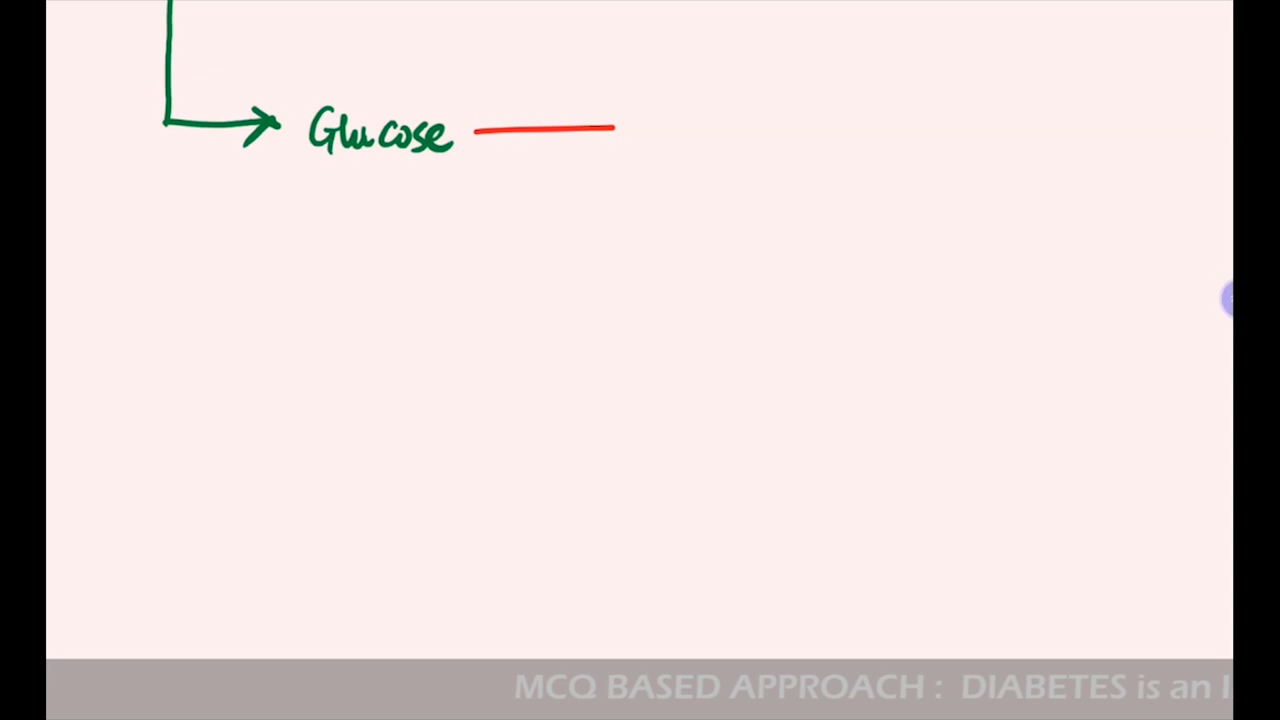 Glucose
MCQ BASED APPROACH : DIABETES is an